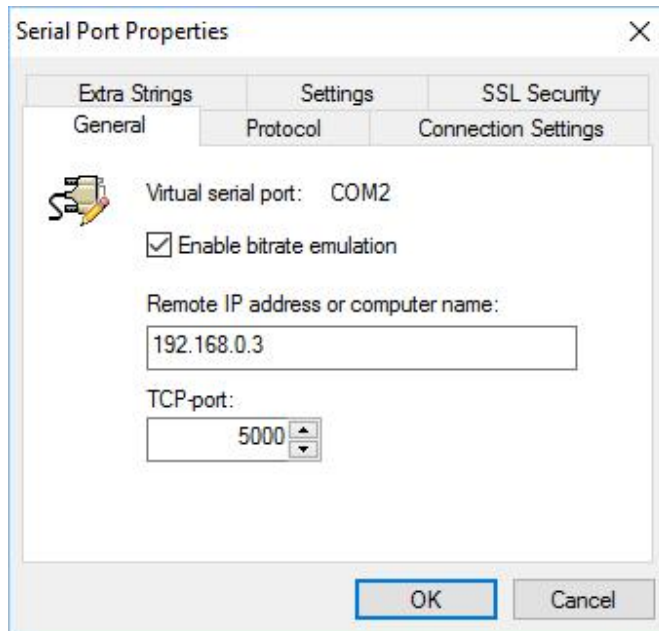 Serial Port Properties
Extra Strings Settings SSL Security
General Protocol Connection Settings
Virtual serial port: COM2
Enable bitrate emulation
Remote IP address or computer name:
192.168.0.3
TCP-port:
5000
OK Cancel